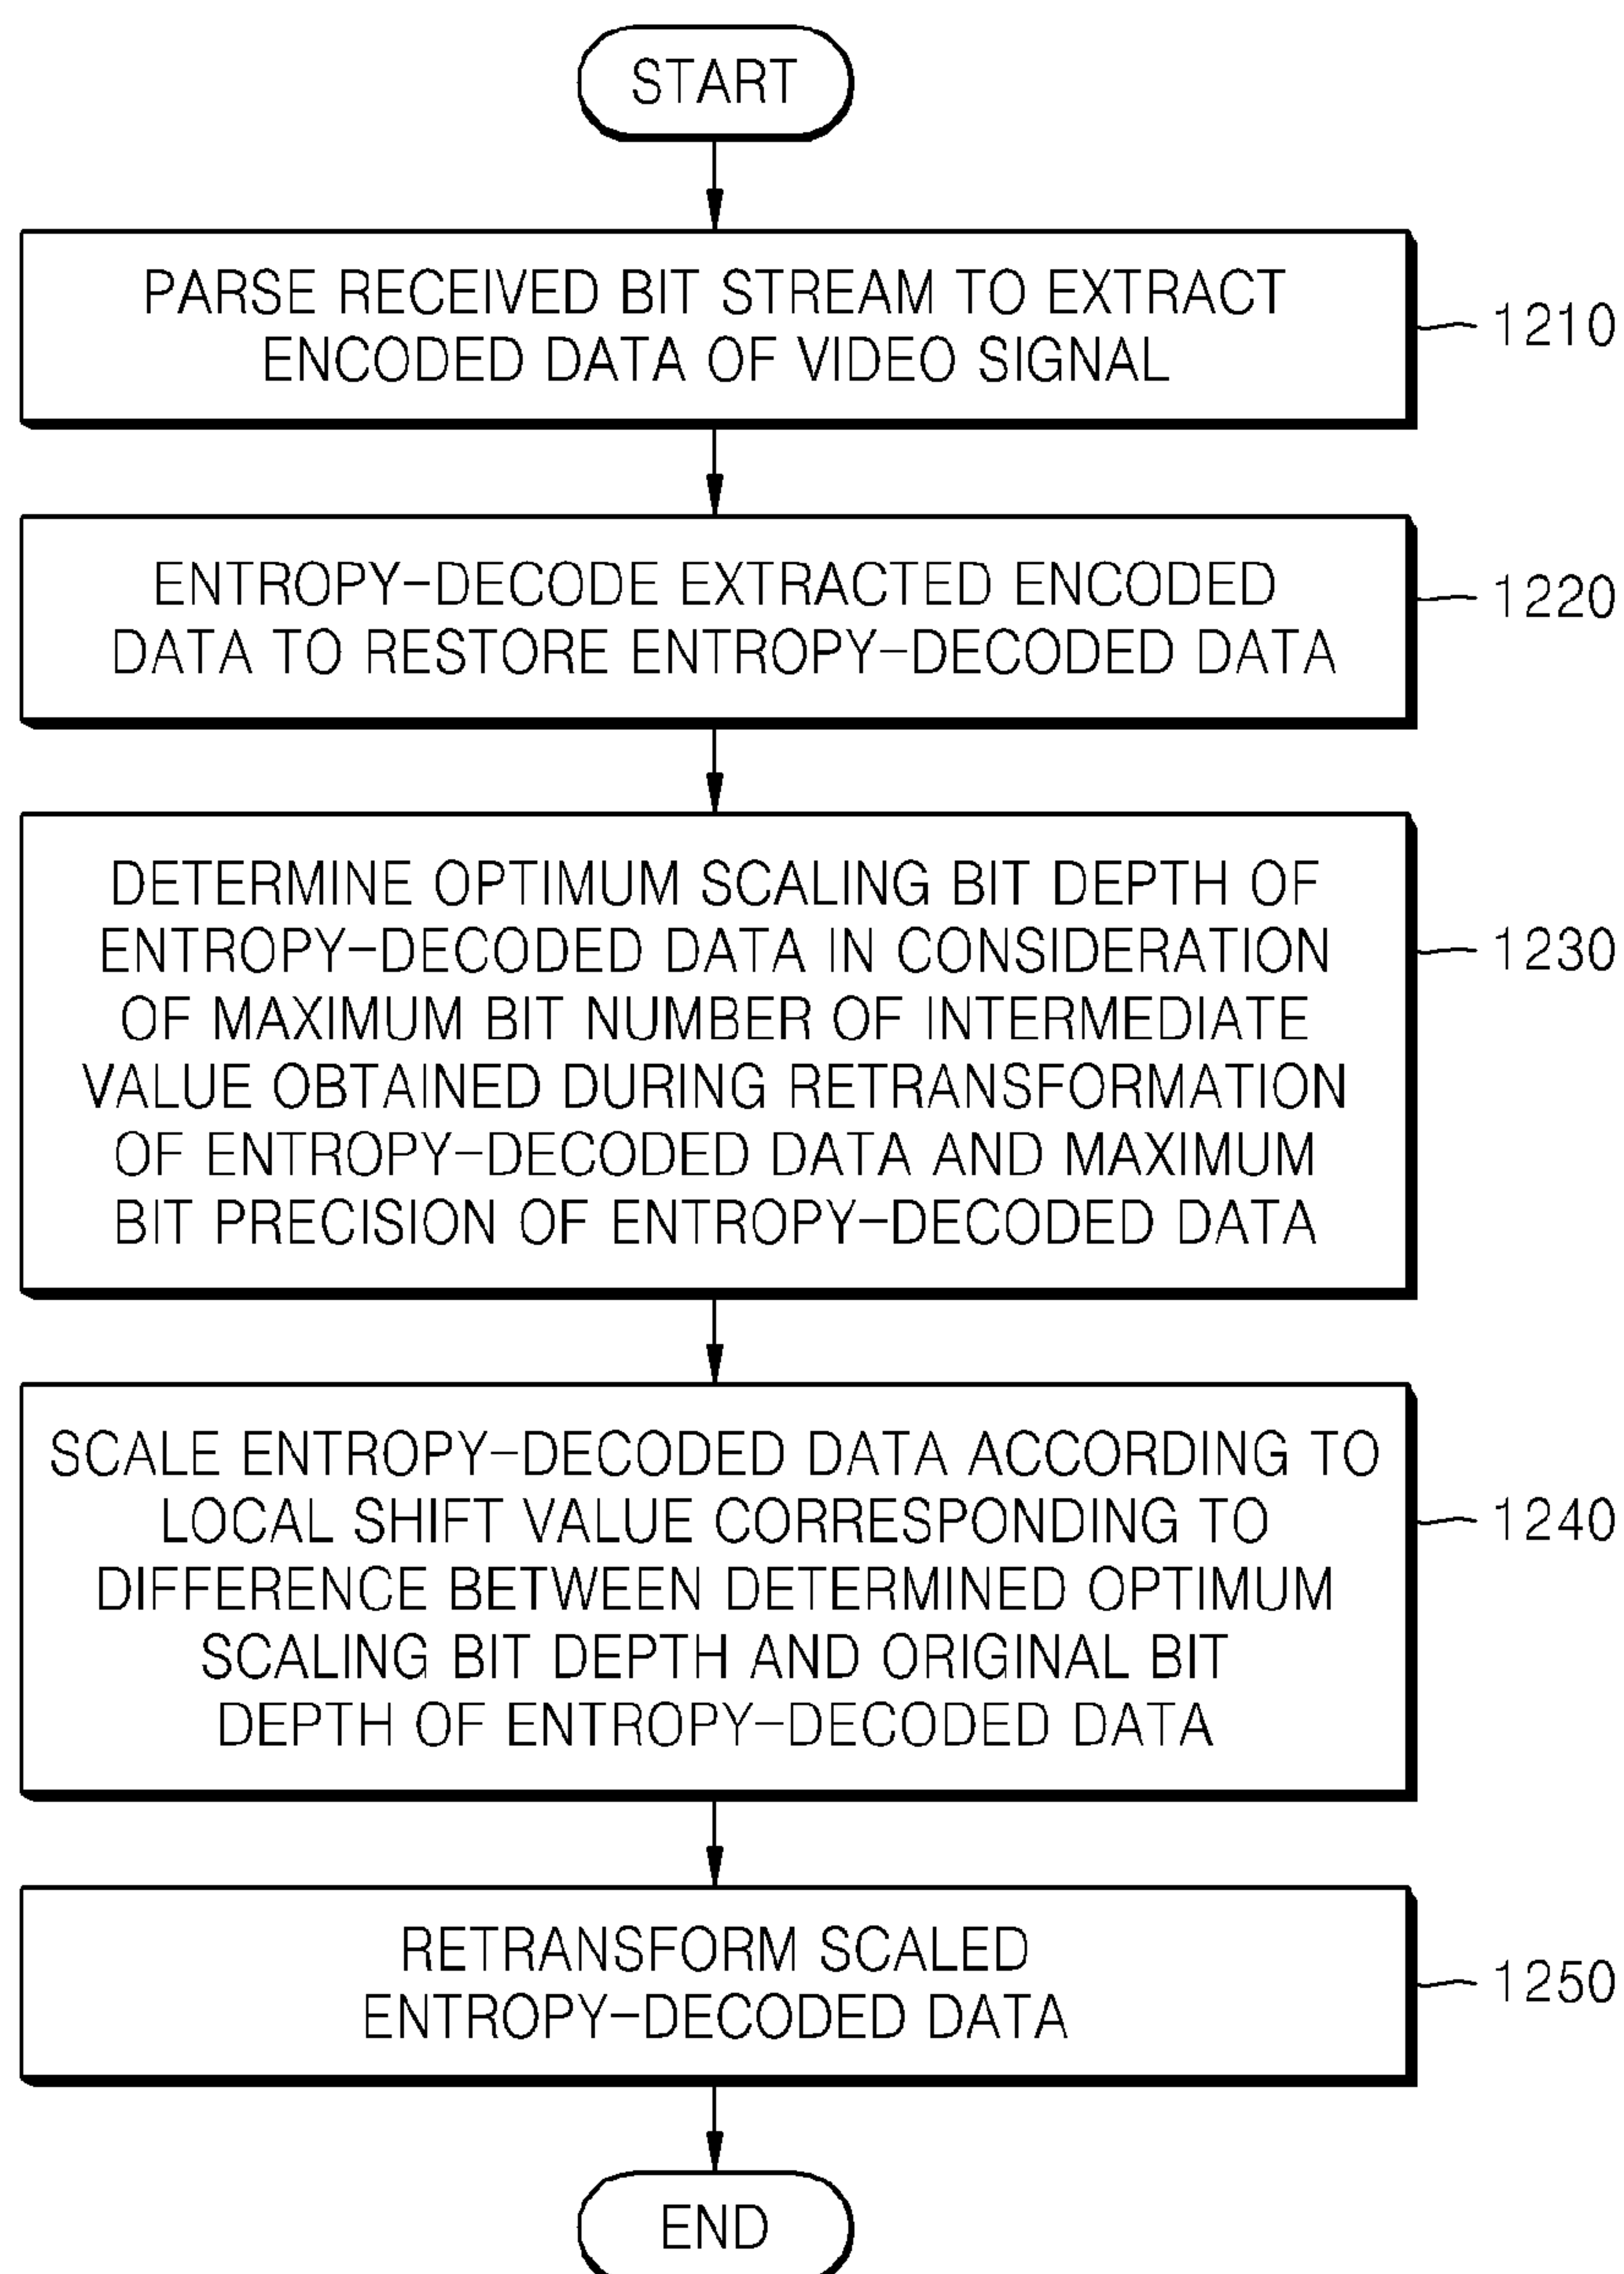 START
PARSE RECEIVED BIT STREAM TO EXTRACT
ENCODED DATA OF VIDEO SIGNAL
1210
ENTROPY-DECODE EXTRACTED ENCODED
DATA TO RESTORE ENTROPY-DECODED DATA
1220
DETERMINE OPTIMUM SCALING BIT DEPTH OF
ENTROPY-DECODED DATA IN CONSIDERATION
OF MAXIMUM BIT NUMBER OF INTERMEDIATE
VALUE OBTAINED DURING RETRANSFORMATION
OF ENTROPY-DECODED DATA AND MAXIMUM
BIT PRECISION OF ENTROPY-DECODED DATA
1230
SCALE ENTROPY-DECODED DATA ACCORDING TO
LOCAL SHIFT VALUE CORRESPONDING TO
DIFFERENCE BETWEEN DETERMINED OPTIMUM
SCALING BIT DEPTH AND ORIGINAL BIT
DEPTH OF ENTROPY-DECODED DATA
1240
RETRANSFORM SCALED
ENTROPY-DECODED DATA
1250
END